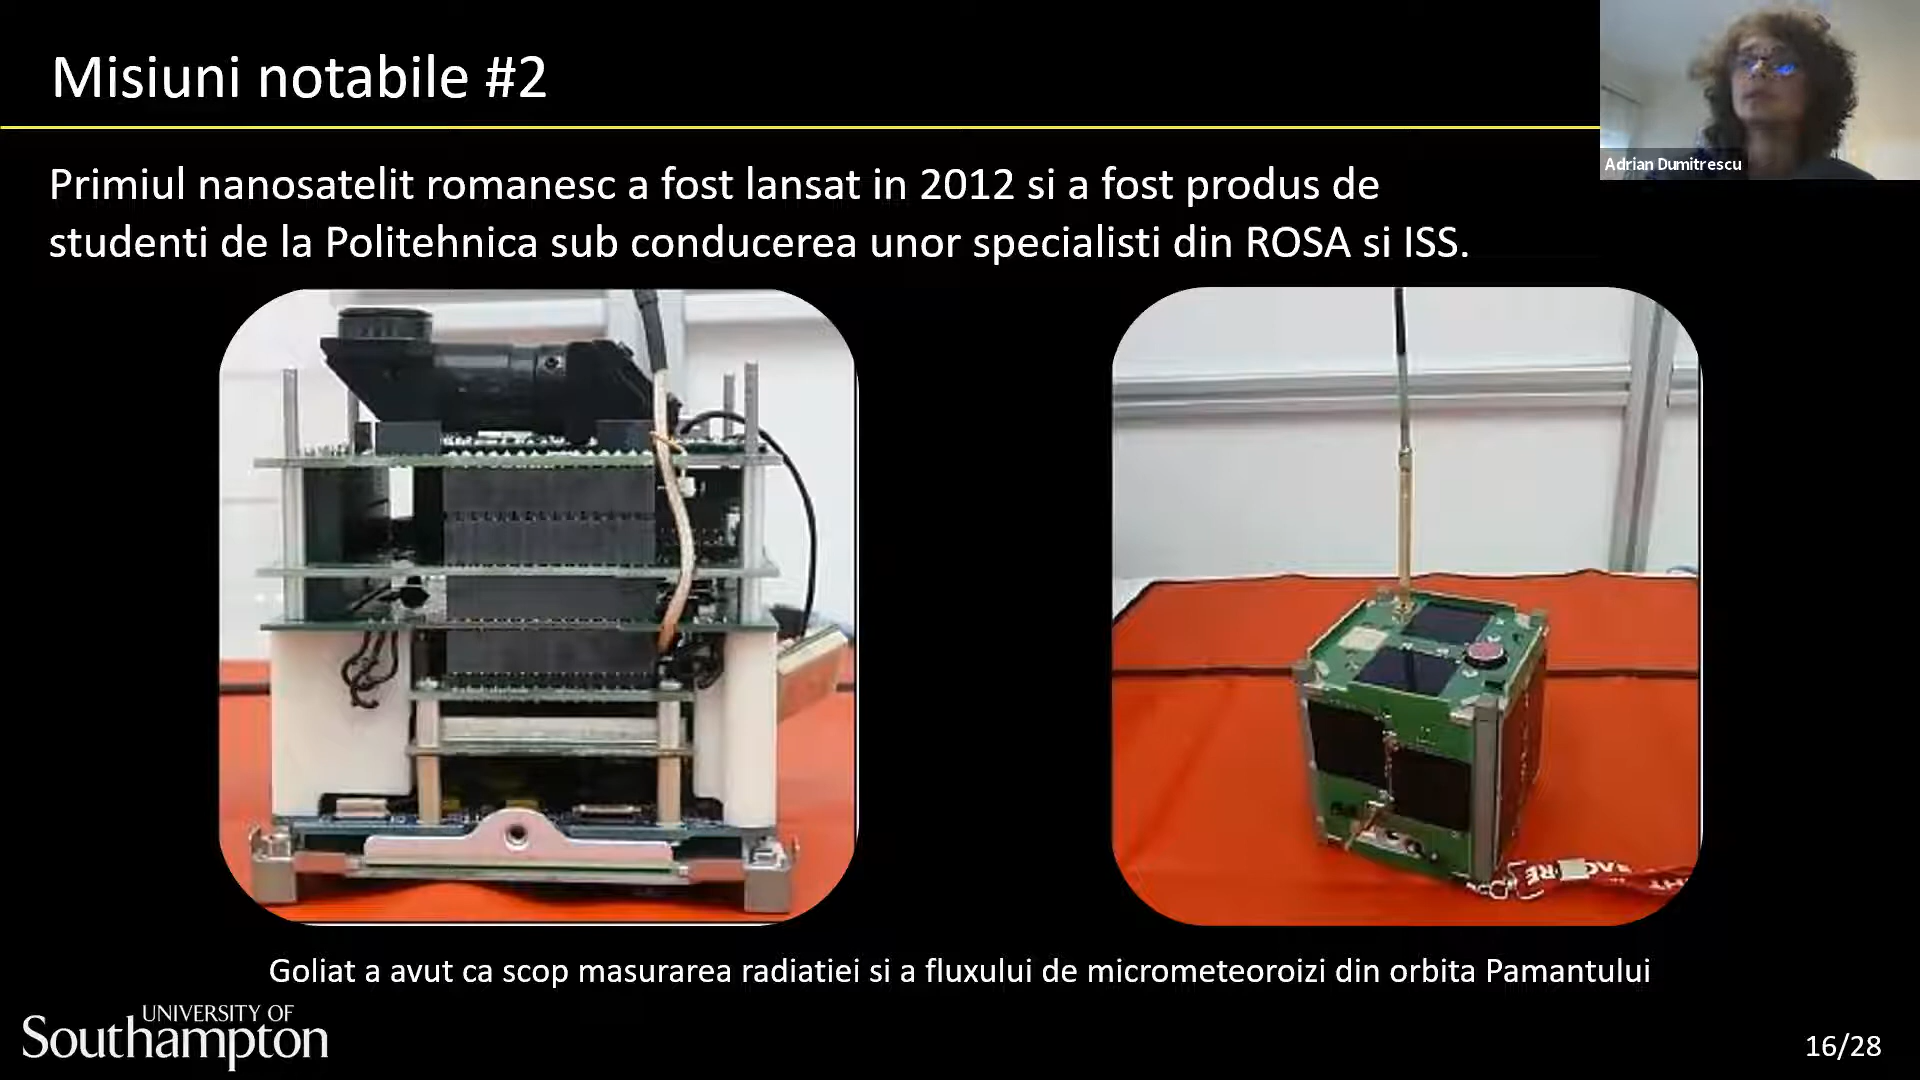 Misiuni notabile #2
Adrian Dumitrescu
Primiul nanosatelit romanesc a fost lansat in 2012 si a fost produs de
studenti de la Politehnica sub conducerea unor specialisti din ROSA si ISS.
Goliat a avut ca scop masurarea radiatiei si a fluxului de micrometeoroizi din orbita Pamantului
UNIVERSITY OF
Southampton
16/28